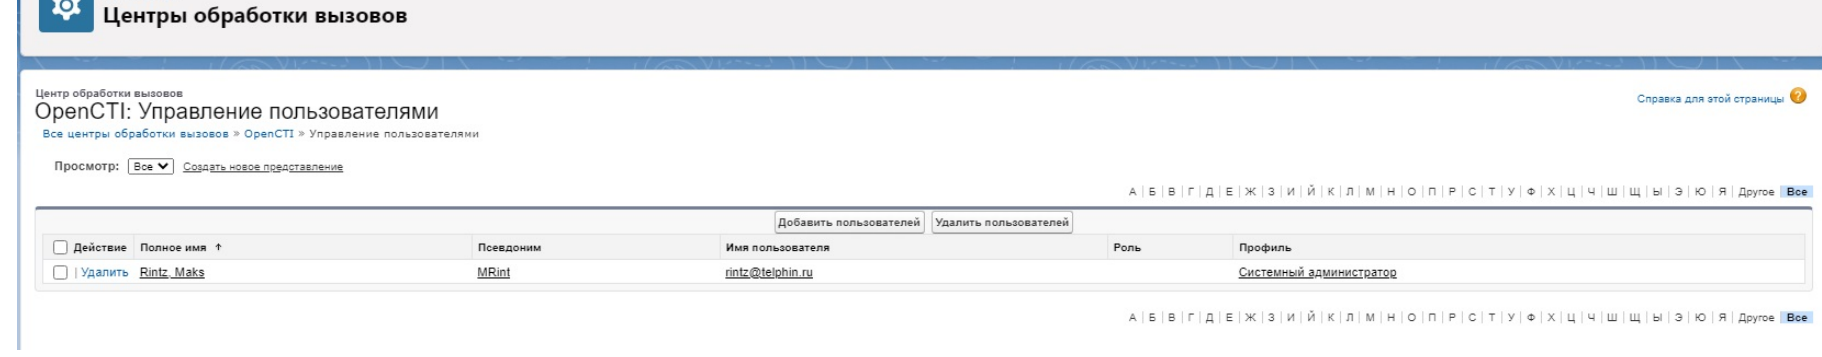 Центры обработки вызовов
Центр обработки вызовов
OpenCTI: Управление пользователями
Справка для этой страницы ?
Все центры обработки вызовов » OpenCTI » Управление пользователями
Просмотр: Все Создать новое представление
А | Б | В | Г | Д | Е | Ж | З | И | Й | К | Л | М | Н | О | П | Р | С | Т | У | Ф | Х | Ц | Ч | Ш | Щ | Ы | Э | Ю | Я | Другое Все
Добавить пользователей Удалить пользователей
Действие Полное имя ↑ Псевдоним Имя пользователя Роль Профиль
| Удалить Rintz, Maks MRint rintz@telphin.ru Системный администратор
А | Б | В | Г | Д | Е | Ж | З | И | Й | К | Л | М | Н | О | П | Р | С | Т | У | Ф | Х | Ц | Ч | Ш | Щ | Ы | Э | Ю | Я | Другое Все